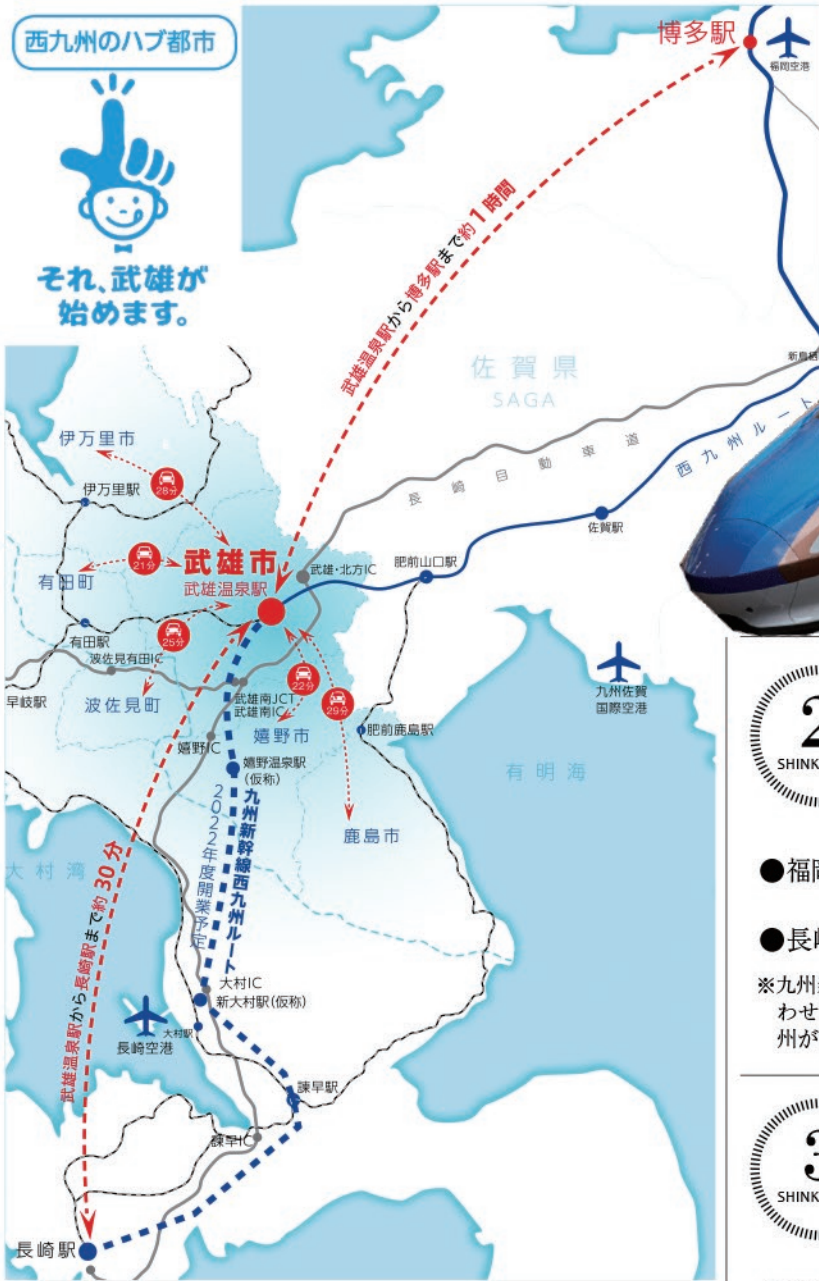 西九州のハブ都市
それ、武雄が
始めます。
博多駅
福岡空港
武雄温泉駅から博多駅まで約1時間
佐賀県
SAGA
新鳥栖
長崎自動車道
西九州ルート
佐賀駅
伊万里市
28分
伊万里駅
武雄市
武雄温泉駅
21分
有田町
武雄・北方IC
肥前山口駅
25分
有田駅
波佐見有田IC
22分
29分
早岐駅
波佐見町
武雄南JCT
武雄南IC
嬉野市
嬉野IC
肥前鹿島駅
九州佐賀
国際空港
嬉野温泉駅
(仮称)
有明海
鹿島市
九州新幹線西九州ルート
2022年度開業予定
大村湾
武雄温泉駅から長崎駅まで約30分
大村IC
新大村駅(仮称)
大村駅
長崎空港
諫早駅
諫早IC
長崎駅
2
SHINK
●福岡
●長崎
※九州
わせ
州が
3
SHINK